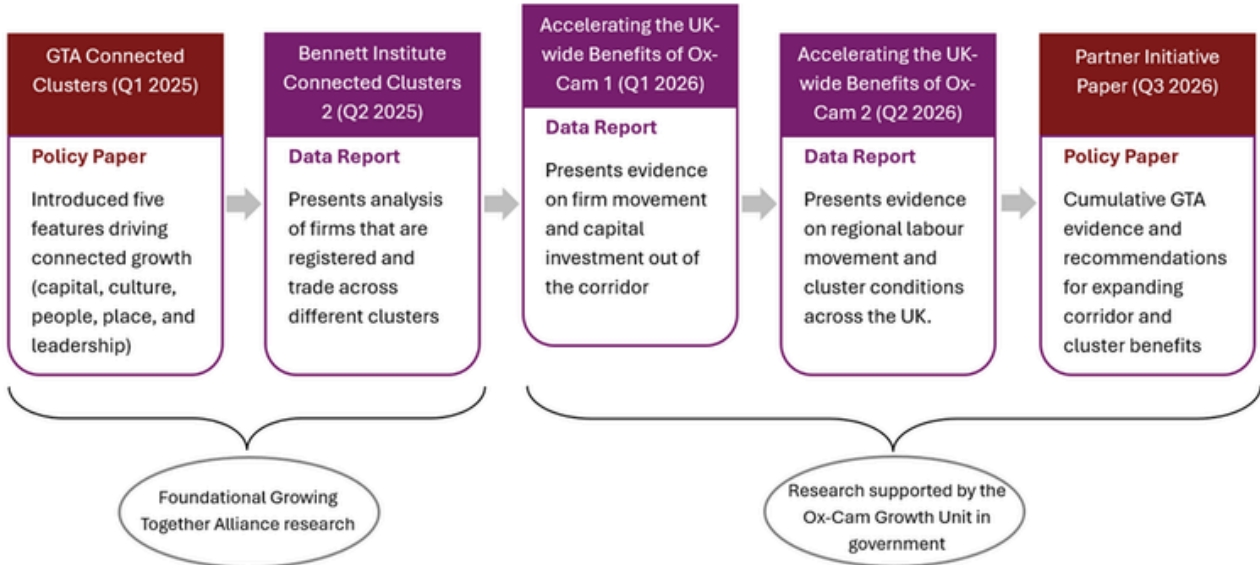 GTA Connected
Clusters (Q1 2025)
Policy Paper
Introduced five
features driving
connected growth
(capital, culture,
people, place, and
leadership)
Bennett Institute
Connected Clusters
2 (Q2 2025)
Data Report
Presents analysis
of firms that are
registered and
trade across
different clusters
Accelerating the UK-
wide Benefits of Ox-
Cam 1 (Q1 2026)
Data Report
Presents evidence
on firm movement
and capital
investment out of
the corridor
Accelerating the UK-
wide Benefits of Ox-
Cam 2 (Q2 2026)
Data Report
Presents evidence
on regional labour
movement and
cluster conditions
across the UK.
Partner Initiative
Paper (Q3 2026)
Policy Paper
Cumulative GTA
evidence and
recommendations
for expanding
corridor and
cluster benefits
Foundational Growing
Together Alliance research
Research supported by the
Ox-Cam Growth Unit in
government